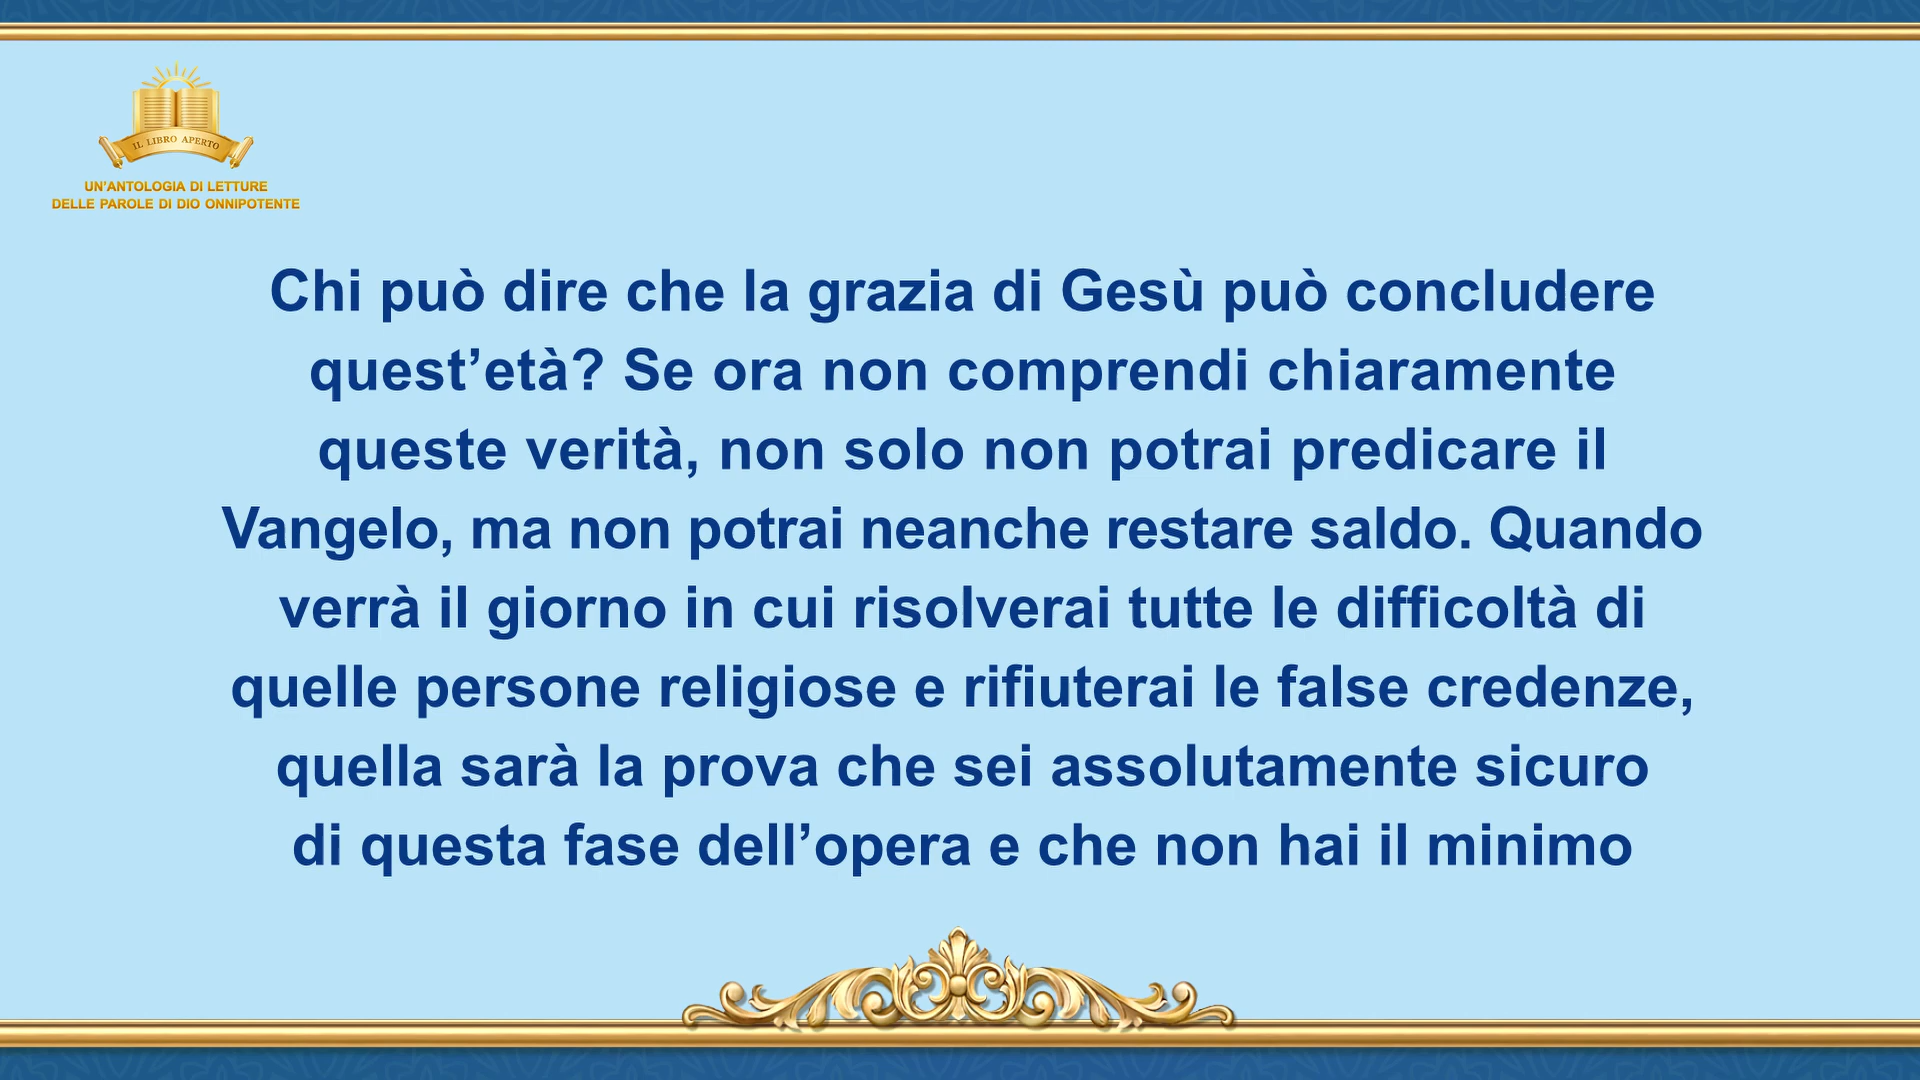 IL LIBRO APERTO
UN’ANTOLOGIA DI LETTURE
DELLE PAROLE DI DIO ONNIPOTENTE
Chi può dire che la grazia di Gesù può concludere
quest’età? Se ora non comprendi chiaramente
queste verità, non solo non potrai predicare il
Vangelo, ma non potrai neanche restare saldo. Quando
verrà il giorno in cui risolverai tutte le difficoltà di
quelle persone religiose e rifiuterai le false credenze,
quella sarà la prova che sei assolutamente sicuro
di questa fase dell’opera e che non hai il minimo